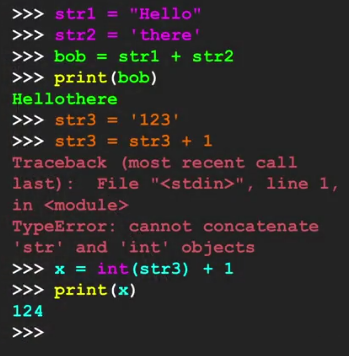 >>> str1 = "Hello"
>>> str2 = 'there'
>>> bob = str1 + str2
>>> print(bob)
Hellothere
>>> str3 = '123'
>>> str3 = str3 + 1
Traceback (most recent call
last):  File "<stdin>", line 1,
in <module>
TypeError: cannot concatenate
'str' and 'int' objects
>>> x = int(str3) + 1
>>> print(x)
124
>>>